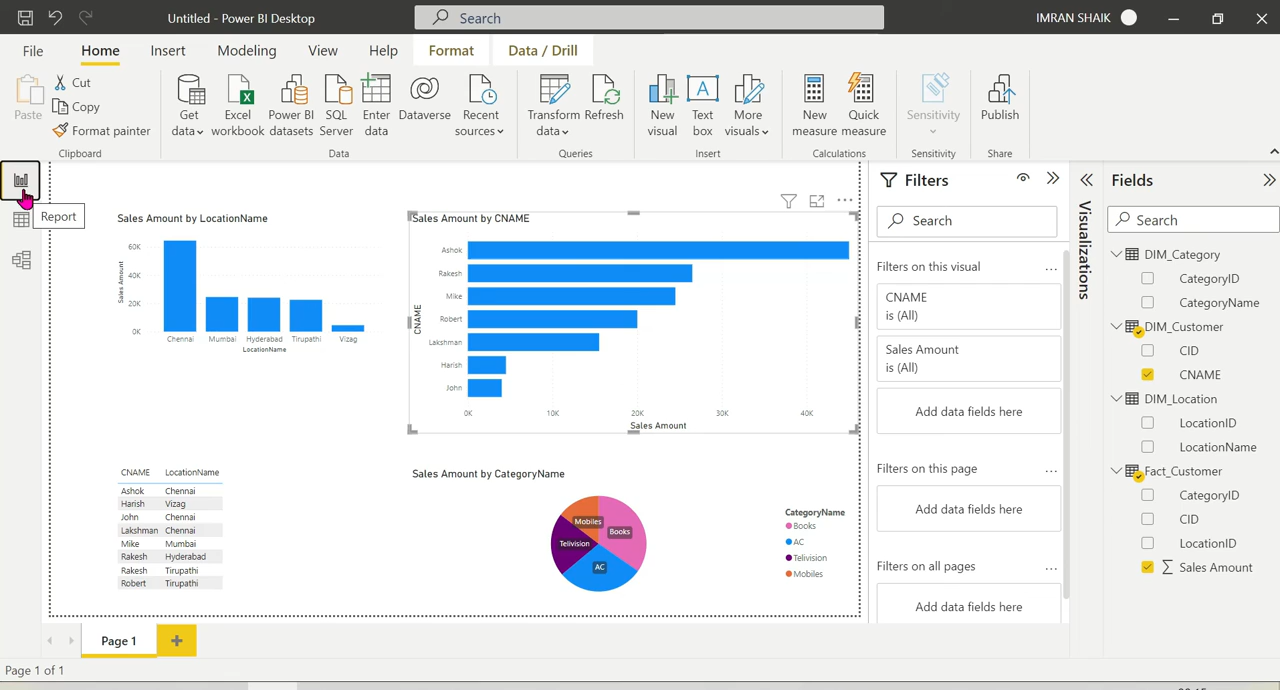 Untitled - Power BI Desktop
Search
IMRAN SHAIK
File
Home
Insert
Modeling
View
Help
Format
Data / Drill
Paste
Cut
Copy
Format painter
Clipboard
Get data
Excel workbook
Power BI datasets
SQL Server
Enter data
Dataverse
Recent sources
Data
Transform data
Refresh
Queries
New visual
Text box
More visuals
Insert
New measure
Quick measure
Calculations
Sensitivity
Sensitivity
Publish
Share
Report
Sales Amount by LocationName
Sales Amount
60K
40K
20K
0K
Chennai
Mumbai
Hyderabad
Tirupathi
Vizag
LocationName
Sales Amount by CNAME
CNAME
Ashok
Rakesh
Mike
Robert
Lakshman
Harish
John
0K
10K
20K
30K
40K
Sales Amount
CNAME LocationName
Ashok Chennai
Harish Vizag
John Chennai
Lakshman Chennai
Mike Mumbai
Rakesh Hyderabad
Rakesh Tirupathi
Robert Tirupathi
Sales Amount by CategoryName
Mobiles
Books
Telivision
AC
CategoryName
Books
AC
Telivision
Mobiles
Filters
Search
Filters on this visual
CNAME
is (All)
Sales Amount
is (All)
Add data fields here
Filters on this page
Add data fields here
Filters on all pages
Add data fields here
Visualizations
Fields
Search
DIM_Category
CategoryID
CategoryName
DIM_Customer
CID
CNAME
DIM_Location
LocationID
LocationName
Fact_Customer
CategoryID
CID
LocationID
Σ Sales Amount
Page 1
Page 1 of 1